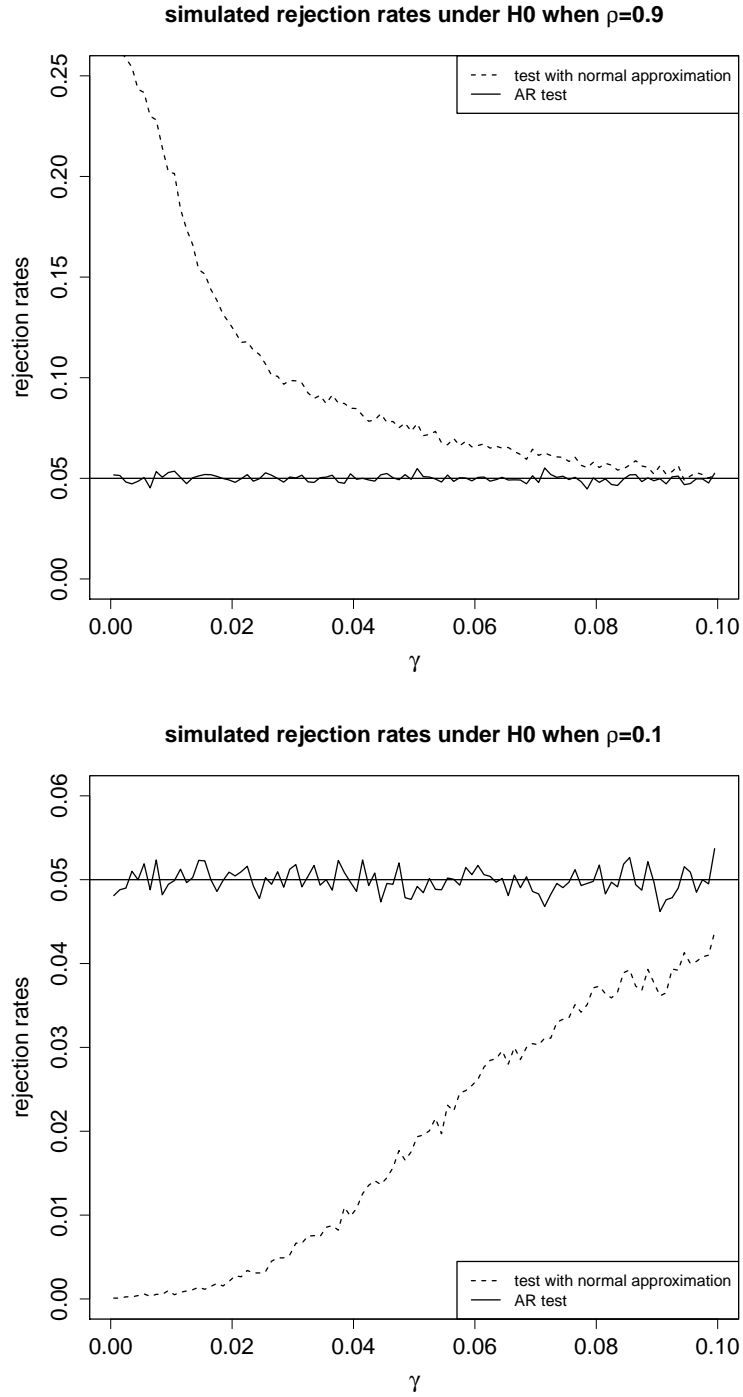 simulated rejection rates under H0 when ρ=0.9
rejection rates
0.25
0.20
0.15
0.10
0.05
0.00
test with normal approximation
AR test
0.00 0.02 0.04 0.06 0.08 0.10
γ
simulated rejection rates under H0 when ρ=0.1
rejection rates
0.06
0.05
0.04
0.03
0.02
0.01
0.00
test with normal approximation
AR test
0.00 0.02 0.04 0.06 0.08 0.10
γ